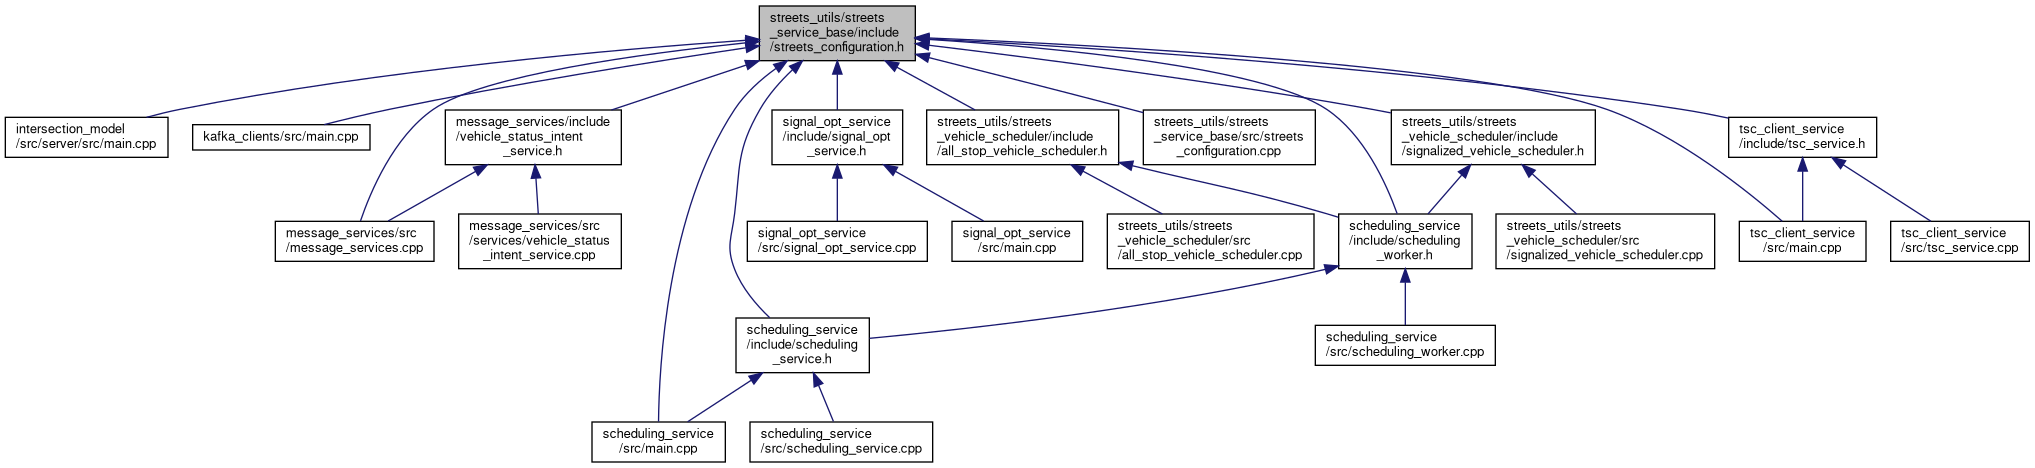 streets_utils/streets
_service_base/include
/streets_configuration.h
intersection_model
/src/server/src/main.cpp
kafka_clients/src/main.cpp
message_services/include
/vehicle_status_intent
_service.h
signal_opt_service
/include/signal_opt
_service.h
streets_utils/streets
_vehicle_scheduler/include
/all_stop_vehicle_scheduler.h
streets_utils/streets
_service_base/src/streets
_configuration.cpp
streets_utils/streets
_vehicle_scheduler/include
/signalized_vehicle_scheduler.h
tsc_client_service
/include/tsc_service.h
message_services/src
/message_services.cpp
message_services/src
/services/vehicle_status
_intent_service.cpp
signal_opt_service
/src/signal_opt_service.cpp
signal_opt_service
/src/main.cpp
streets_utils/streets
_vehicle_scheduler/src
/all_stop_vehicle_scheduler.cpp
scheduling_service
/include/scheduling
_worker.h
streets_utils/streets
_vehicle_scheduler/src
/signalized_vehicle_scheduler.cpp
tsc_client_service
/src/main.cpp
tsc_client_service
/src/tsc_service.cpp
scheduling_service
/include/scheduling
_service.h
scheduling_service
/src/scheduling_worker.cpp
scheduling_service
/src/main.cpp
scheduling_service
/src/scheduling_service.cpp